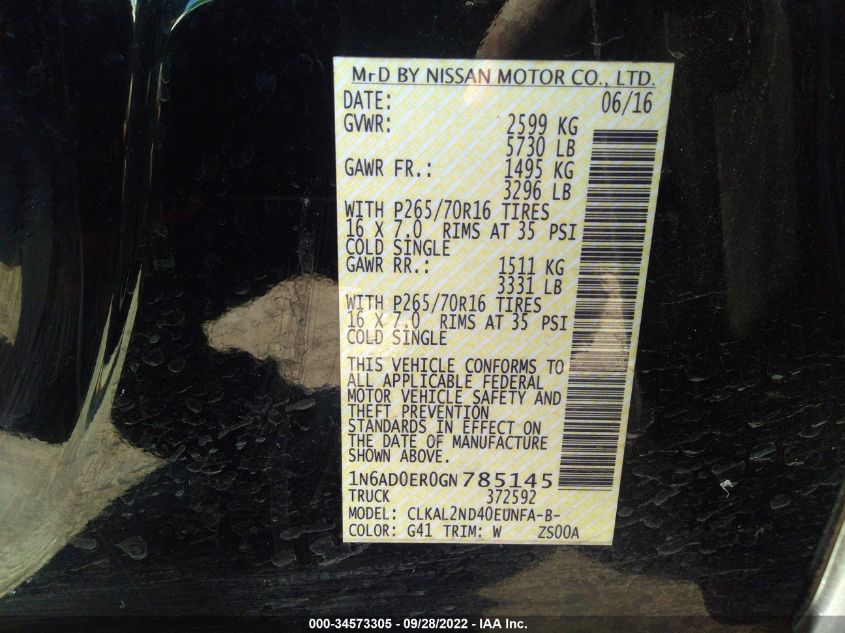 MFD BY NISSAN MOTOR CO., LTD.
DATE: 06/16
GVWR: 2599 KG
5730 LB
GAWR FR.: 1495 KG
3296 LB
WITH P265/70R16 TIRES
16 X 7.0 RIMS AT 35 PSI
COLD SINGLE
GAWR RR.: 1511 KG
3331 LB
WITH P265/70R16 TIRES
16 X 7.0 RIMS AT 35 PSI
COLD SINGLE
THIS VEHICLE CONFORMS TO
ALL APPLICABLE FEDERAL
MOTOR VEHICLE SAFETY AND
THEFT PREVENTION
STANDARDS IN EFFECT ON
THE DATE OF MANUFACTURE
SHOWN ABOVE.
1N6AD0ER0GN 785145
TRUCK 372592
MODEL: CLKAL2ND40EUNFA-B-
COLOR: G41 TRIM: W ZS00A
000-34573305 - 09/28/2022 - IAA Inc.